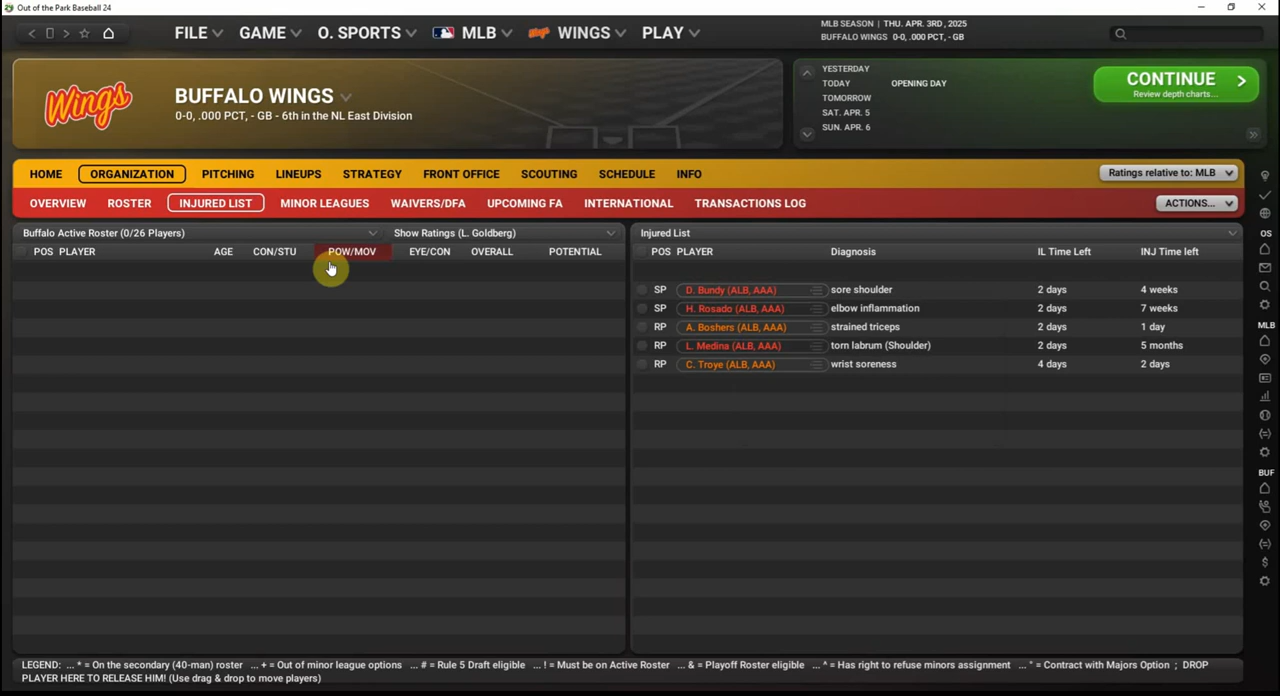 Out of the Park Baseball 24
FILE GAME O. SPORTS MLB WINGS PLAY
MLB SEASON | THU. APR. 3RD, 2025
BUFFALO WINGS 0-0, .000 PCT, - GB
Wings
BUFFALO WINGS
0-0, .000 PCT, - GB - 6th in the NL East Division
YESTERDAY
TODAY OPENING DAY
TOMORROW
SAT. APR. 5
SUN. APR. 6
CONTINUE
Review depth charts...
HOME ORGANIZATION PITCHING LINEUPS STRATEGY FRONT OFFICE SCOUTING SCHEDULE INFO Ratings relative to: MLB
OVERVIEW ROSTER INJURED LIST MINOR LEAGUES WAIVERS/DFA UPCOMING FA INTERNATIONAL TRANSACTIONS LOG ACTIONS...
Buffalo Active Roster (0/26 Players) Show Ratings (L. Goldberg)
POS PLAYER AGE CON/STU POW/MOV EYE/CON OVERALL POTENTIAL
Injured List
POS PLAYER Diagnosis IL Time Left INJ Time left
SP D. Bundy (ALB, AAA) sore shoulder 2 days 4 weeks
SP H. Rosado (ALB, AAA) elbow inflammation 2 days 7 weeks
RP A. Boshers (ALB, AAA) strained triceps 2 days 1 day
RP L. Medina (ALB, AAA) torn labrum (Shoulder) 2 days 5 months
RP C. Troye (ALB, AAA) wrist soreness 4 days 2 days
OS
MLB
BUF
LEGEND: ... * = On the secondary (40-man) roster ... + = Out of minor league options ... # = Rule 5 Draft eligible ... ! = Must be on Active Roster ... & = Playoff Roster eligible ... ^ = Has right to refuse minors assignment ... " = Contract with Majors Option ; DROP
PLAYER HERE TO RELEASE HIM! (Use drag & drop to move players)